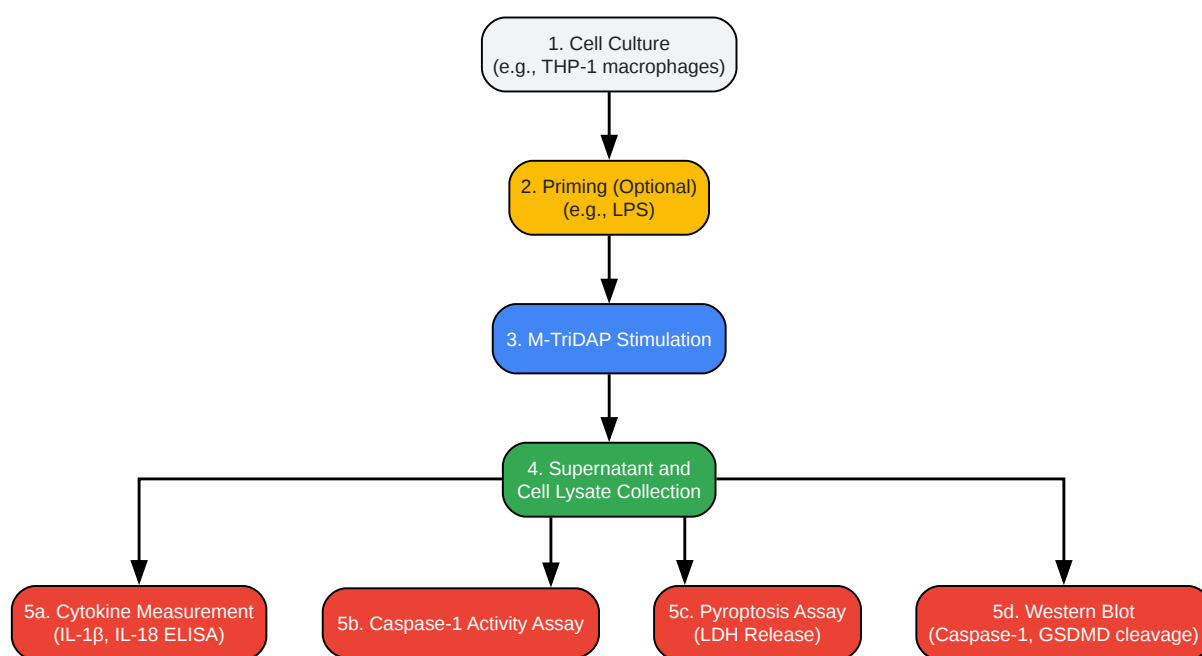 1. Cell Culture
(e.g., THP-1 macrophages)
2. Priming (Optional)
(e.g., LPS)
3. M-TriDAP Stimulation
4. Supernatant and
Cell Lysate Collection
5a. Cytokine Measurement
(IL-1β, IL-18 ELISA)
5b. Caspase-1 Activity Assay
5c. Pyroptosis Assay
(LDH Release)
5d. Western Blot
(Caspase-1, GSDMD cleavage)